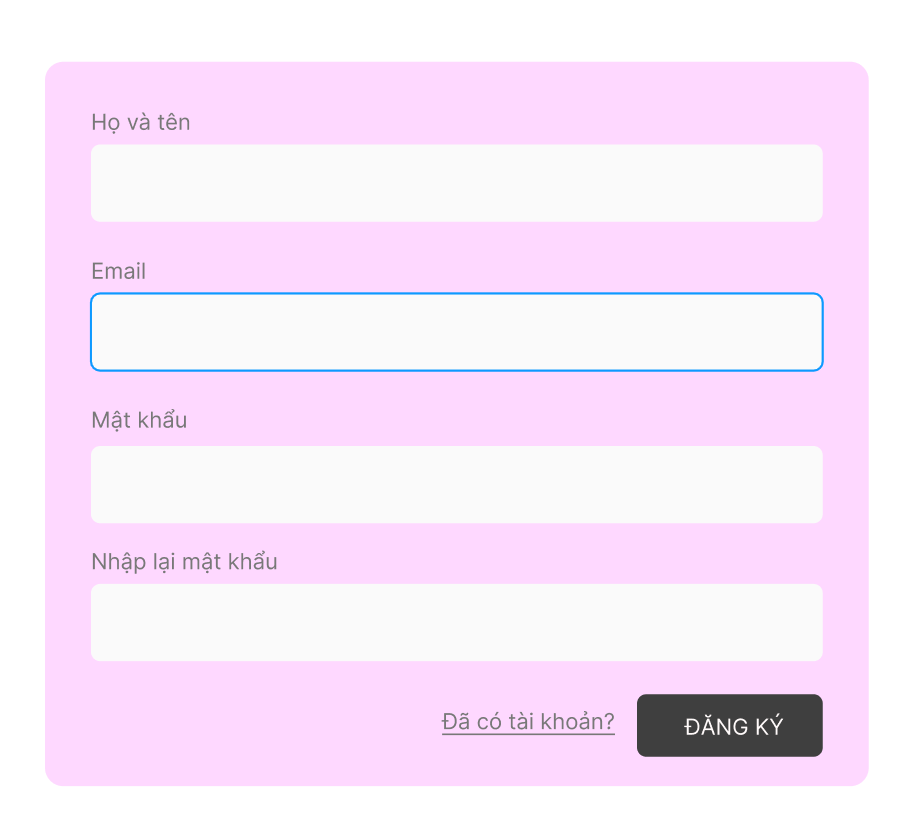 Họ và tên
Email
Mật khẩu
Nhập lại mật khẩu
Đã có tài khoản?
ĐĂNG KÝ